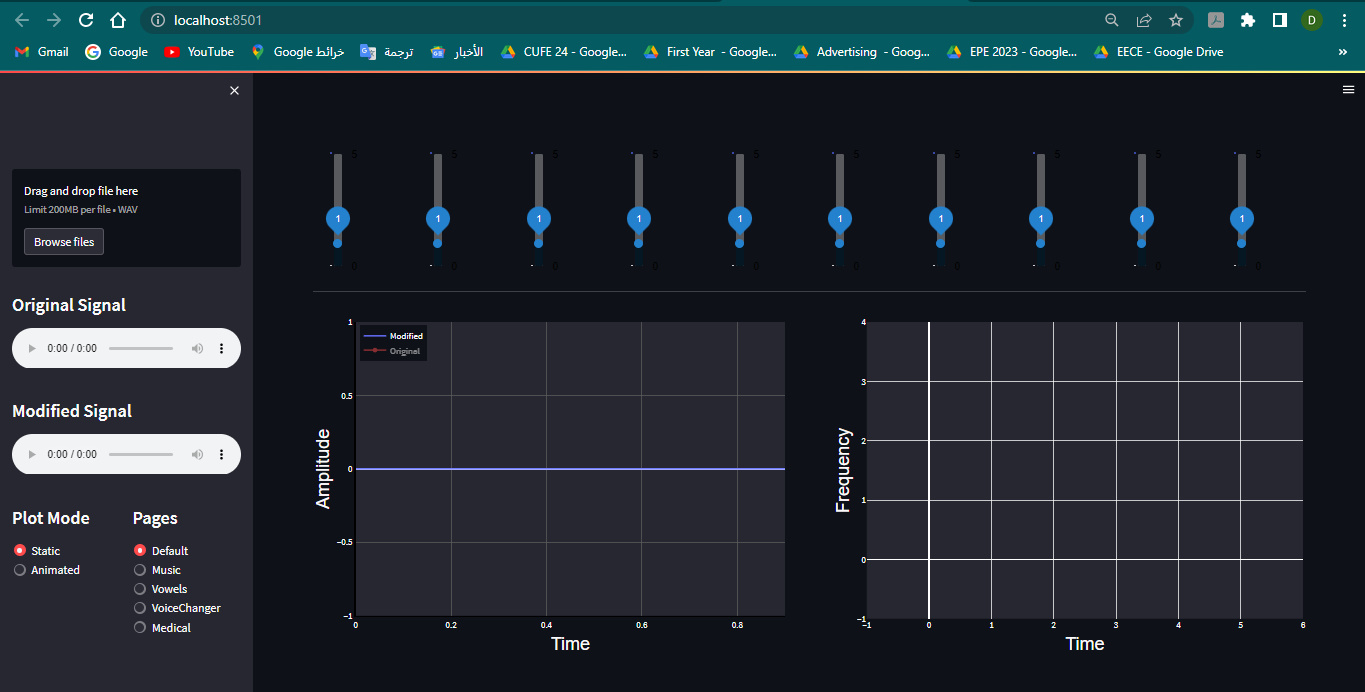 localhost:8501
D
Gmail Google YouTube خرائط Google ترجمة الأخبار CUFE 24 - Google... First Year - Google... Advertising - Goog... EPE 2023 - Google... EECE - Google Drive »
Drag and drop file here
Limit 200MB per file • WAV
Browse files
Original Signal
0:00 / 0:00
Modified Signal
0:00 / 0:00
Plot Mode
Static
Animated
Pages
Default
Music
Vowels
VoiceChanger
Medical
5 5 5 5 5 5 5 5 5 5
1 1 1 1 1 1 1 1 1 1
0 0 0 0 0 0 0 0 0 0
Modified
Original
1
0.5
0
−0.5
−1
Amplitude
0 0.2 0.4 0.6 0.8
Time
4
3
2
1
0
−1
Frequency
−1 0 1 2 3 4 5 6
Time